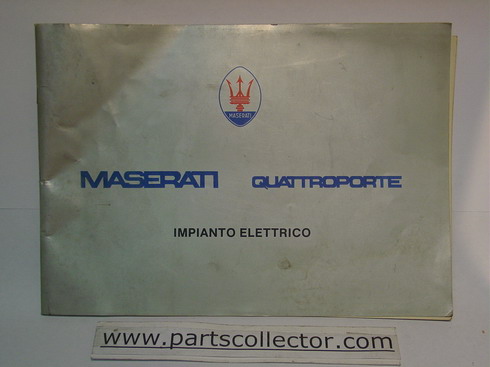 MASERATI
MASERATI QUATTROPORTE
IMPIANTO ELETTRICO
www.partscollector.com